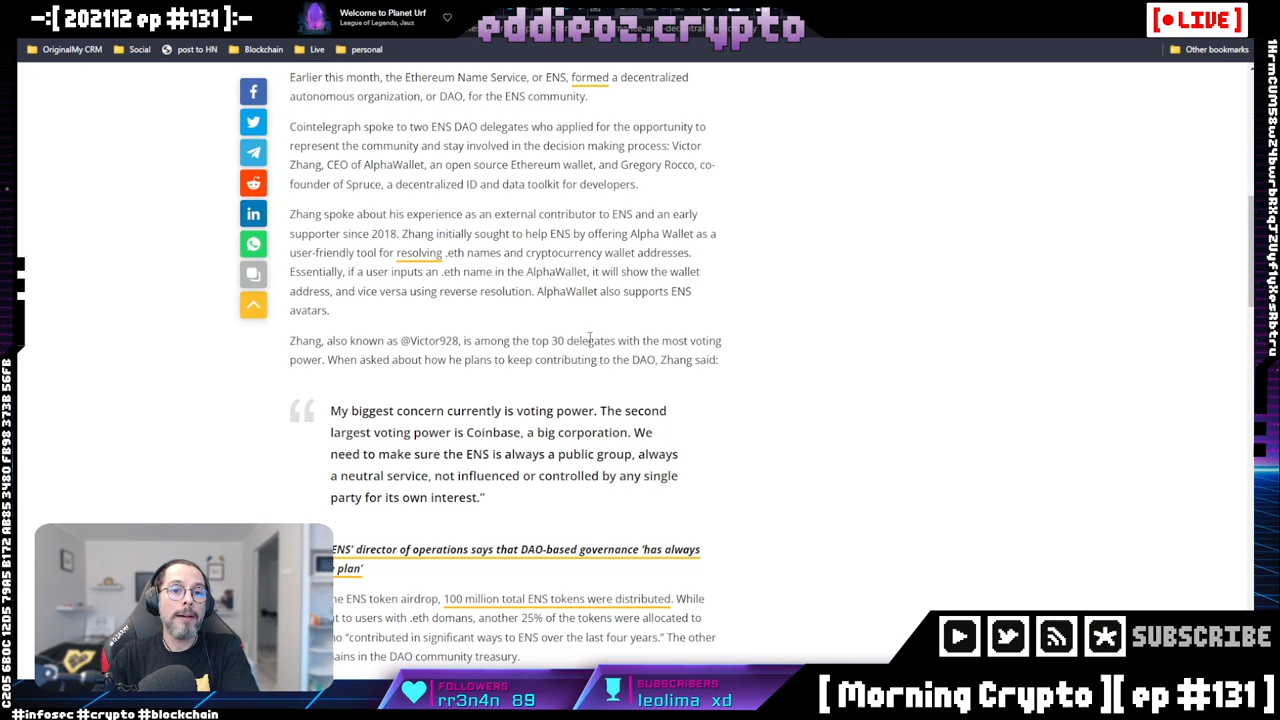 -:[ 202112 ep #131 ]:-
Welcome to Planet Urf
League of Legends, Jauz
eddieoz.crypto
[ LIVE ]
OriginalMy CRM
Social
post to HN
Blockchain
Live
personal
Other bookmarks
Earlier this month, the Ethereum Name Service, or ENS, formed a decentralized
autonomous organization, or DAO, for the ENS community.
Cointelegraph spoke to two ENS DAO delegates who applied for the opportunity to
represent the community and stay involved in the decision making process: Victor
Zhang, CEO of AlphaWallet, an open source Ethereum wallet, and Gregory Rocco, co-
founder of Spruce, a decentralized ID and data toolkit for developers.
Zhang spoke about his experience as an external contributor to ENS and an early
supporter since 2018. Zhang initially sought to help ENS by offering Alpha Wallet as a
user-friendly tool for resolving .eth names and cryptocurrency wallet addresses.
Essentially, if a user inputs an .eth name in the AlphaWallet, it will show the wallet
address, and vice versa using reverse resolution. AlphaWallet also supports ENS
avatars.
Zhang, also known as @Victor928, is among the top 30 delegates with the most voting
power. When asked about how he plans to keep contributing to the DAO, Zhang said:
My biggest concern currently is voting power. The second
largest voting power is Coinbase, a big corporation. We
need to make sure the ENS is always a public group, always
a neutral service, not influenced or controlled by any single
party for its own interest.”
ENS' director of operations says that DAO-based governance ‘has always
plan’
ENS token airdrop, 100 million total ENS tokens were distributed. While
to users with .eth domans, another 25% of the tokens were allocated to
“contributed in significant ways to ENS over the last four years.” The other
in the DAO community treasury.
SUBSCRIBE
FOLLOWERS
rr3n4n_89
SUBSCRIBERS
leolima_xd
[ Morning Crypto ][ ep #131 ]
#infosec #crypto #blockchain